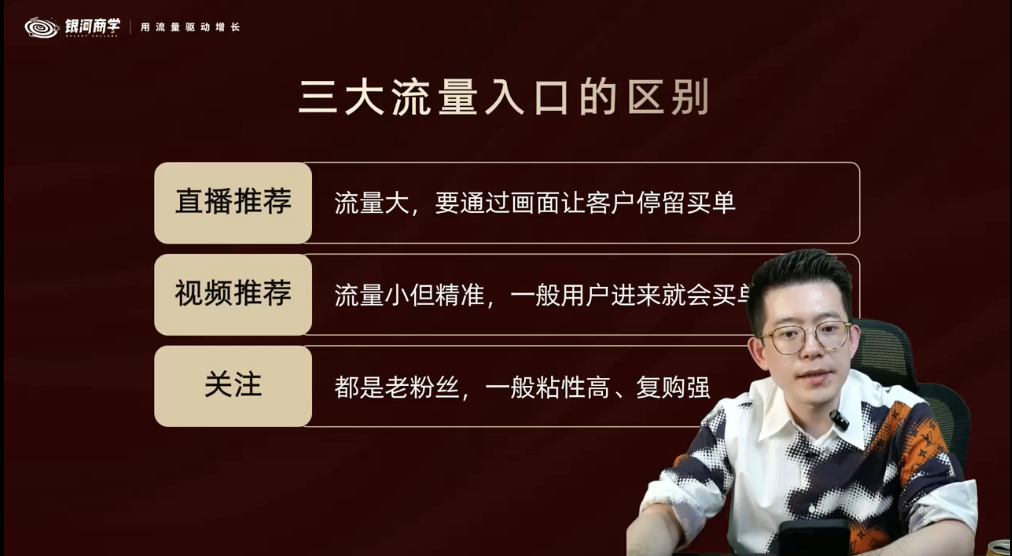 银河商学 用流量驱动增长
三大流量入口的区别
直播推荐 流量大，要通过画面让客户停留买单
视频推荐 流量小但精准，一般用户进来就会买单
关注 都是老粉丝，一般粘性高、复购强